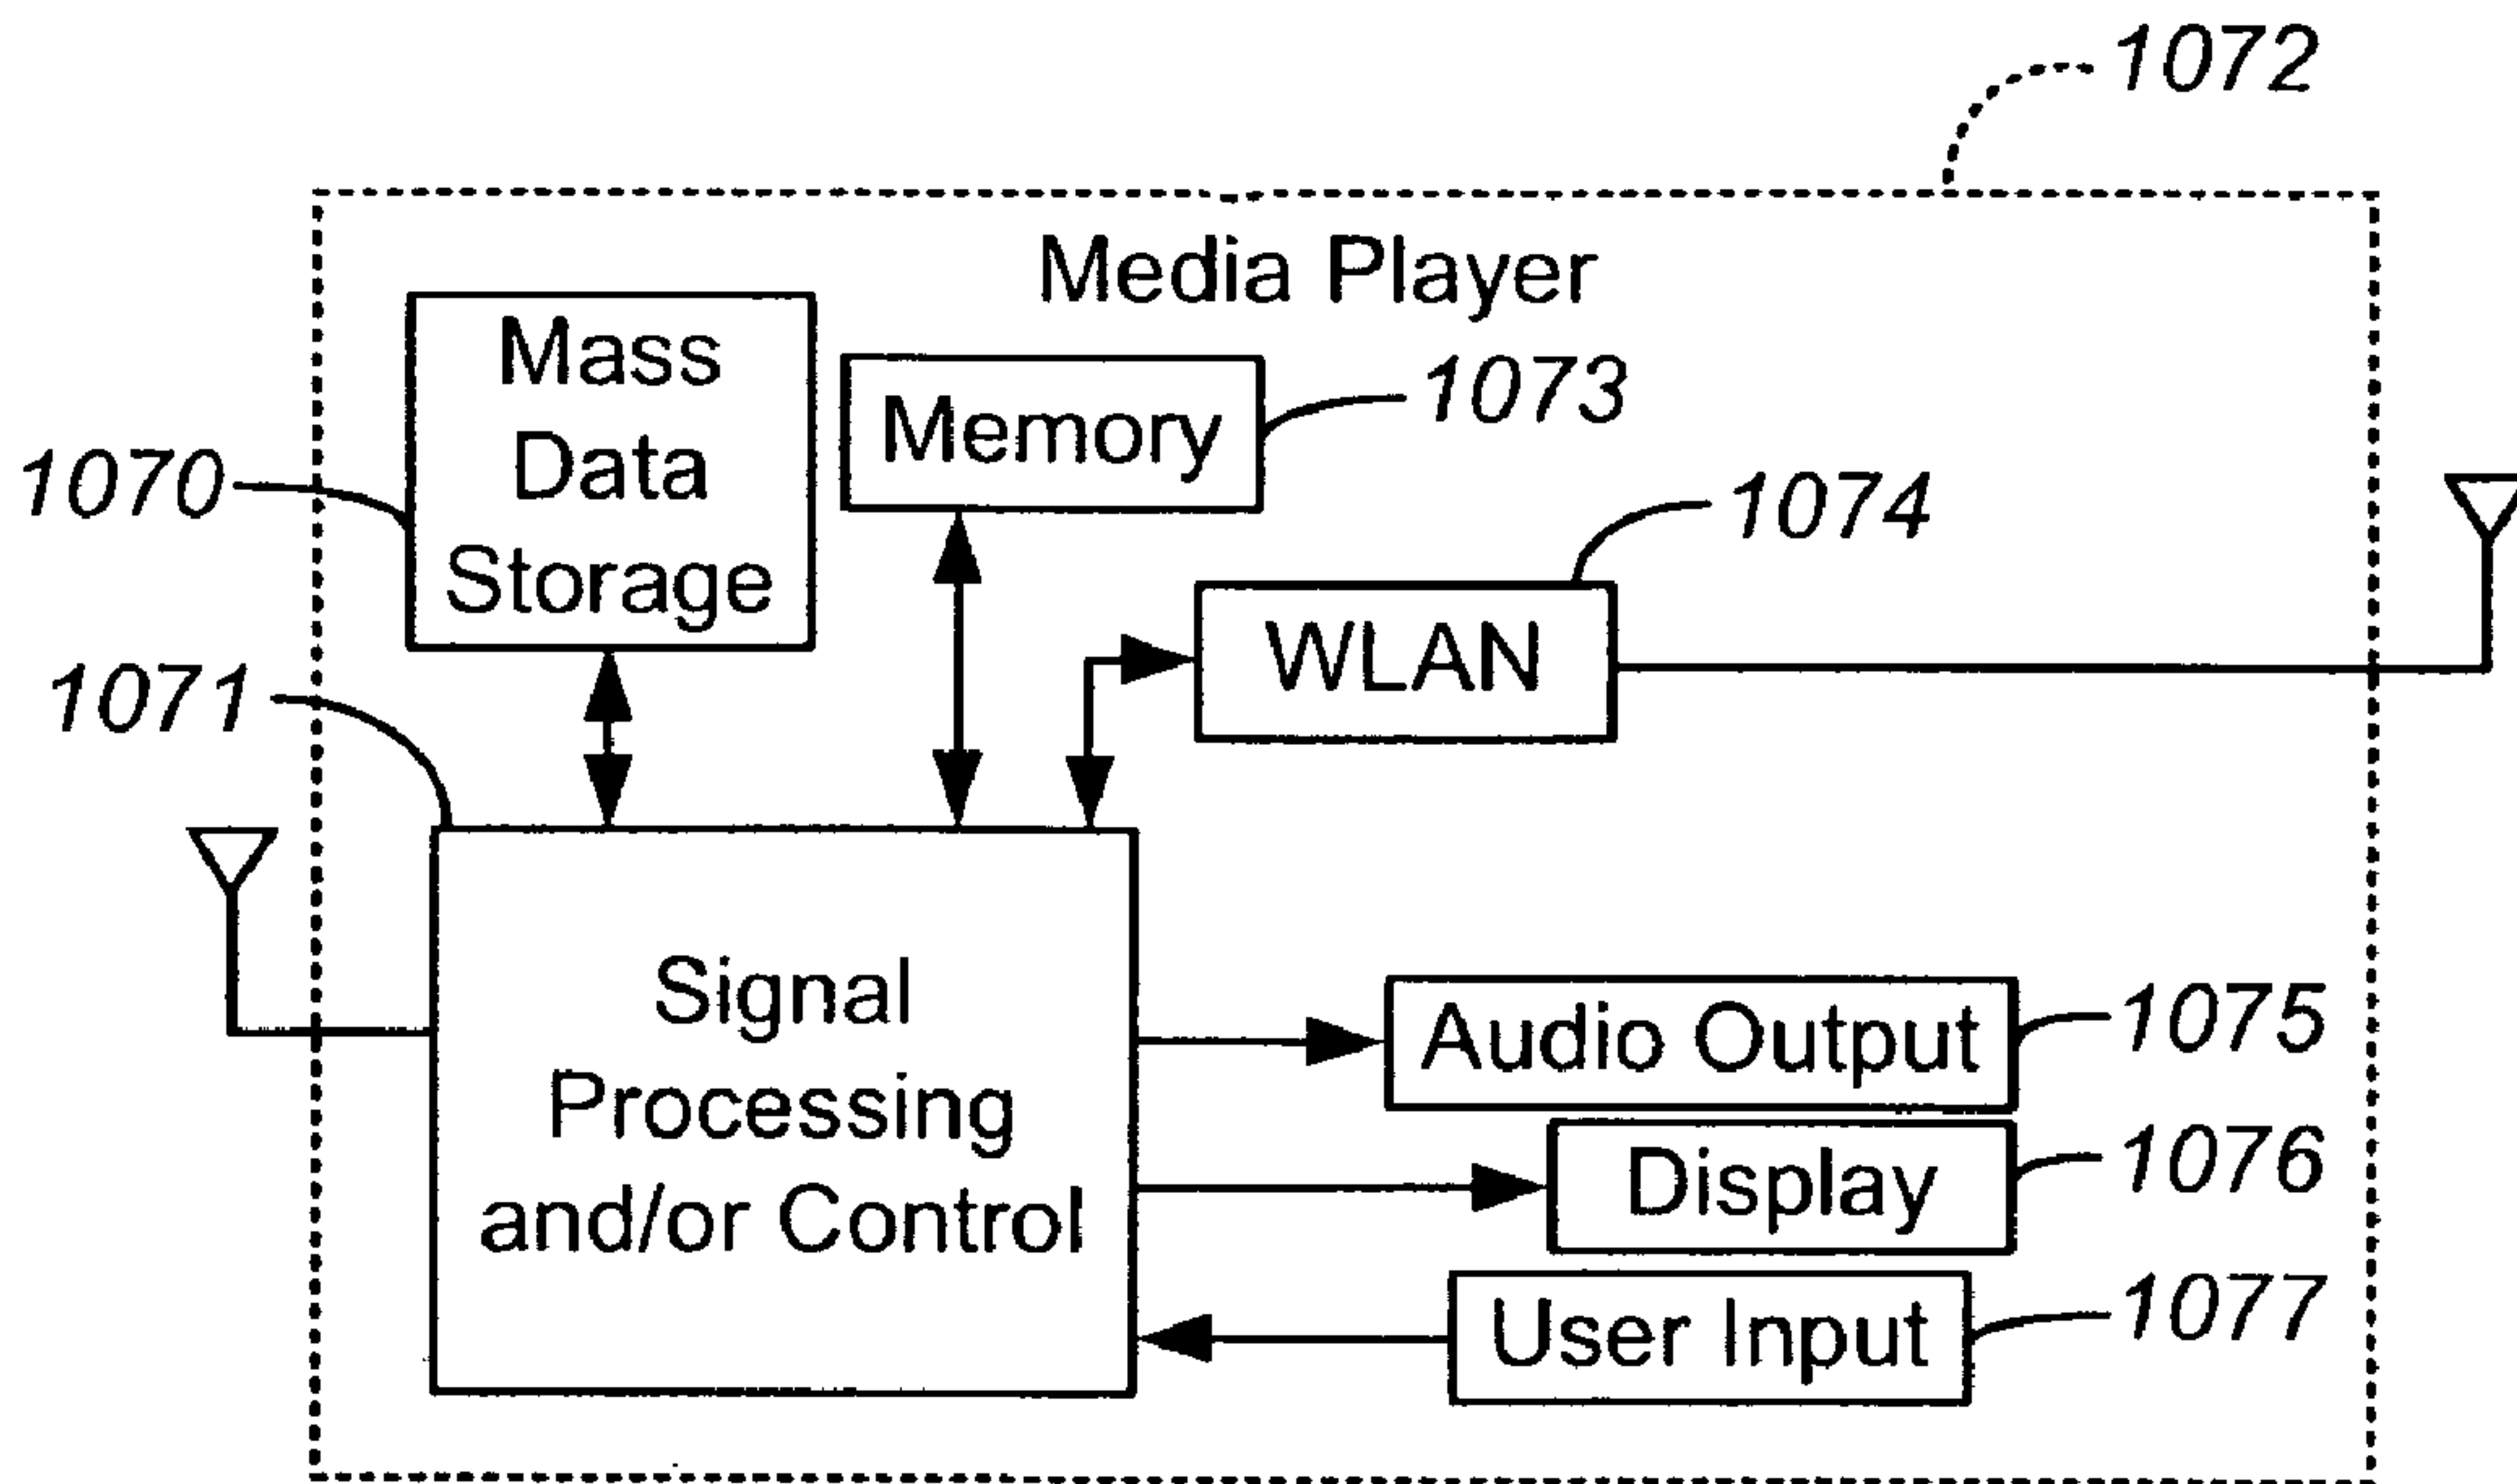 1072
Media Player
Mass
Data
Storage
1070
Memory
1073
1074
WLAN
1071
Signal
Processing
and/or Control
Audio Output
1075
Display
1076
User Input
1077